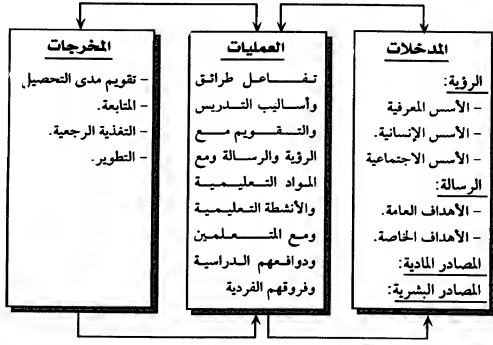 المدخلات
الرؤية:
- الأسس المعرفية
- الأسس الإنسانية.
- الأسس الاجتماعية
الرسالة:
- الأهداف العامة.
- الأهداف الخاصة.
المصادر المادية:
المصادر البشرية:
العمليات
تفاعل طرائق
وأساليب التدريس
والتقويم مع
الرؤية والرسالة ومع
المواد التعليمية
والأنشطة التعليمية
ومع المتعلمين
ودوافعهم الدراسية
وفروقهم الفردية
المخرجات
- تقويم مدى التحصيل
- المتابعة.
- التغذية الرجعية.
- التطوير.